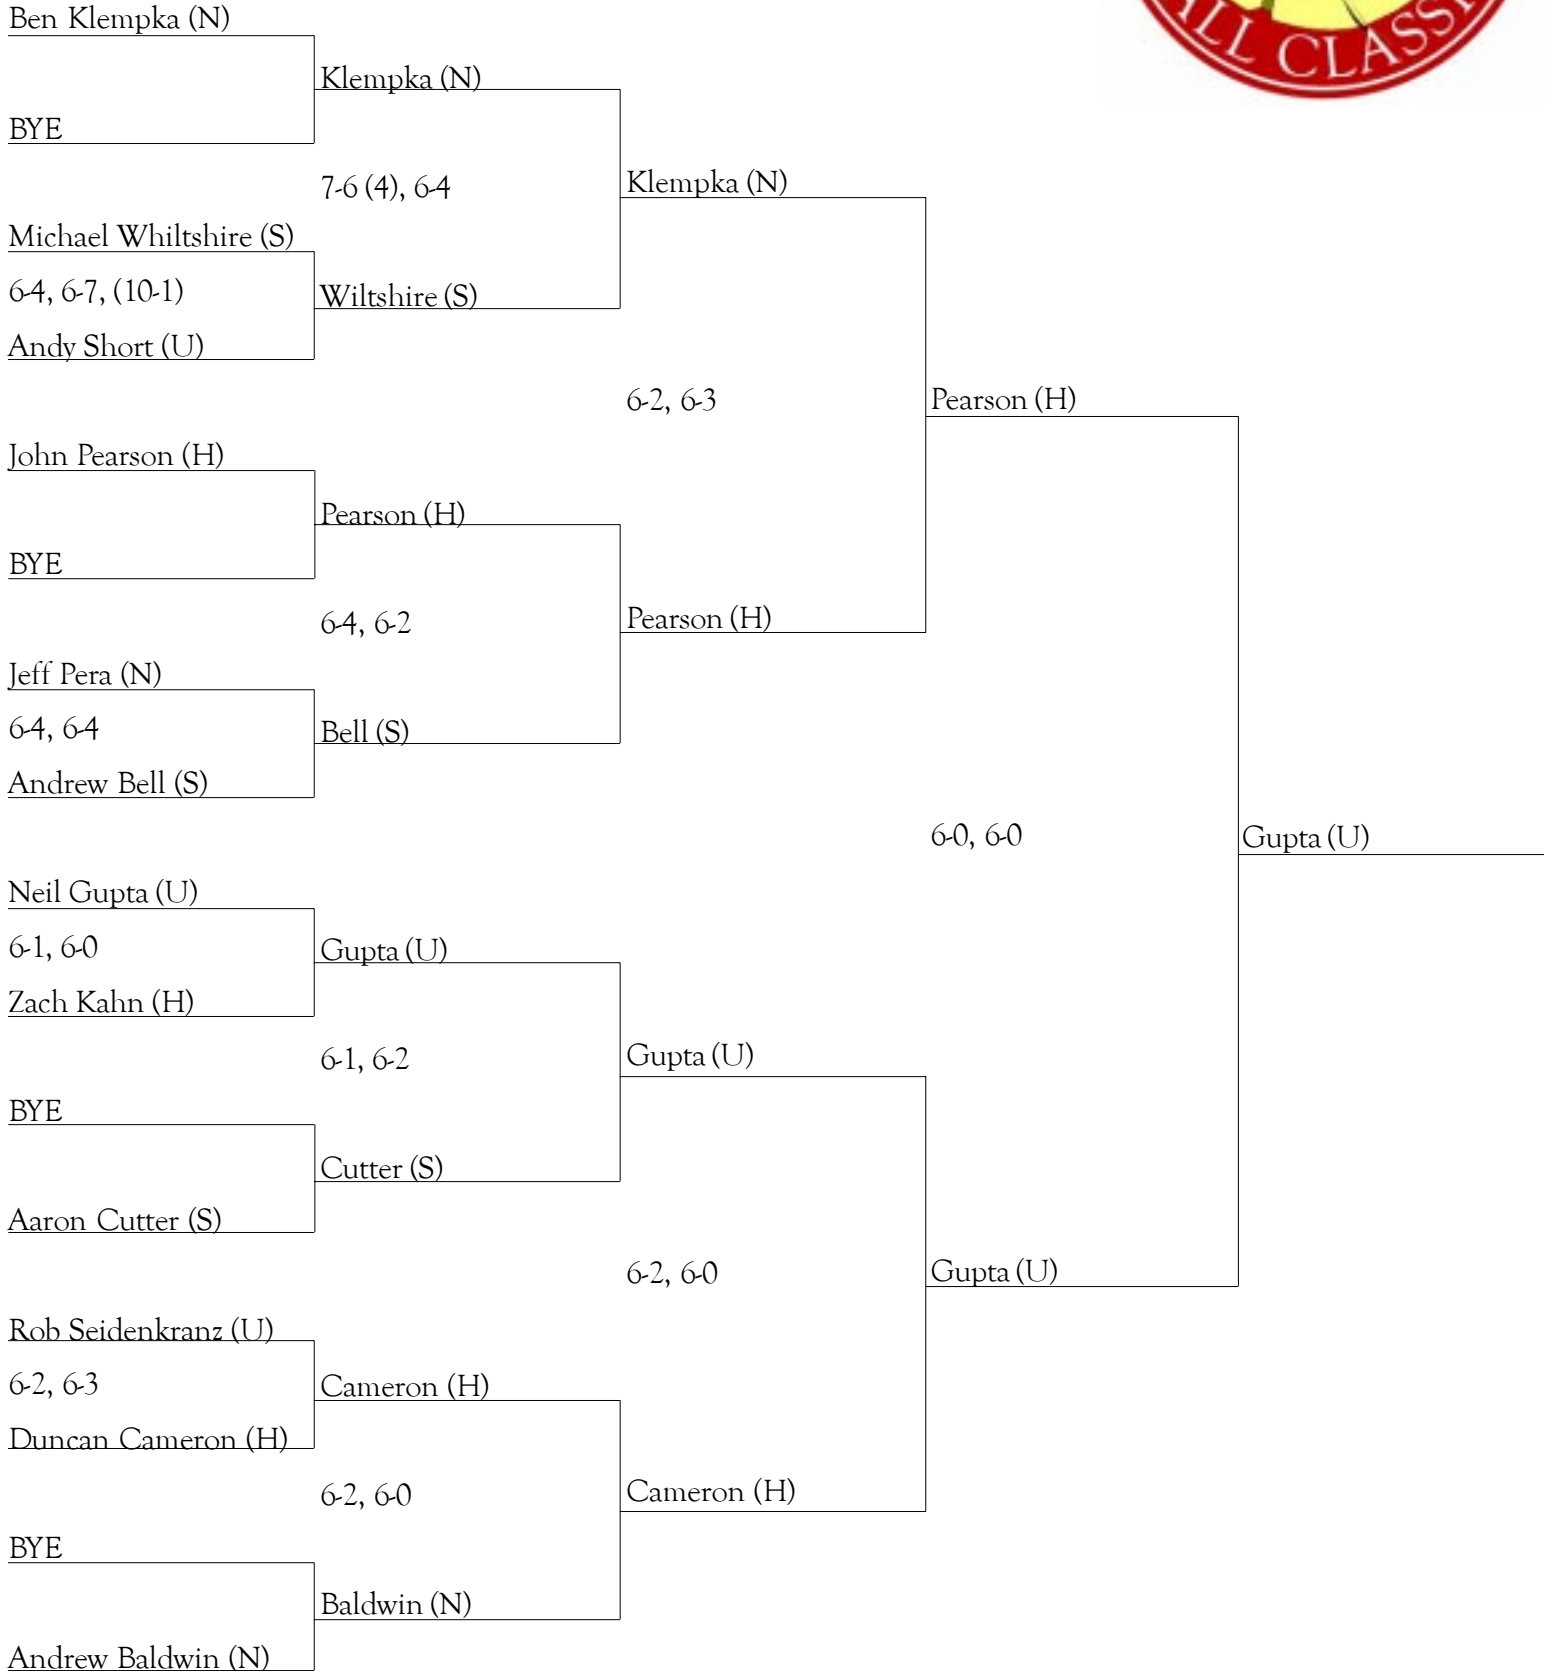 Ben Klempka (N)
ALL CLASSI
Klempka (N)
BYE
7-6 (4), 6-4
Klempka (N)
Michael Whiltshire (S)
6-4, 6-7, (10-1)
Wiltshire (S)
Andy Short (U)
6-2, 6-3
Pearson (H)
John Pearson (H)
Pearson (H)
BYE
6-4, 6-2
Pearson (H)
Jeff Pera (N)
6-4, 6-4
Bell (S)
Andrew Bell (S)
6-0, 6-0
Gupta (U)
Neil Gupta (U)
6-1, 6-0
Gupta (U)
Zach Kahn (H)
6-1, 6-2
Gupta (U)
BYE
Cutter (S)
Aaron Cutter (S)
6-2, 6-0
Gupta (U)
Rob Seidenkranz (U)
6-2, 6-3
Cameron (H)
Duncan Cameron (H)
6-2, 6-0
Cameron (H)
BYE
Baldwin (N)
Andrew Baldwin (N)